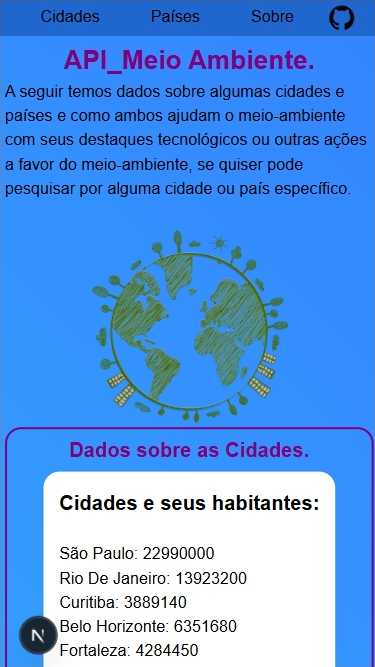 Cidades Países Sobre
API_Meio Ambiente.
A seguir temos dados sobre algumas cidades e
países e como ambos ajudam o meio-ambiente
com seus destaques tecnológicos ou outras ações
a favor do meio-ambiente, se quiser pode
pesquisar por alguma cidade ou país específico.
Dados sobre as Cidades.
Cidades e seus habitantes:
São Paulo: 22990000
Rio De Janeiro: 13923200
Curitiba: 3889140
Belo Horizonte: 6351680
Fortaleza: 4284450
N